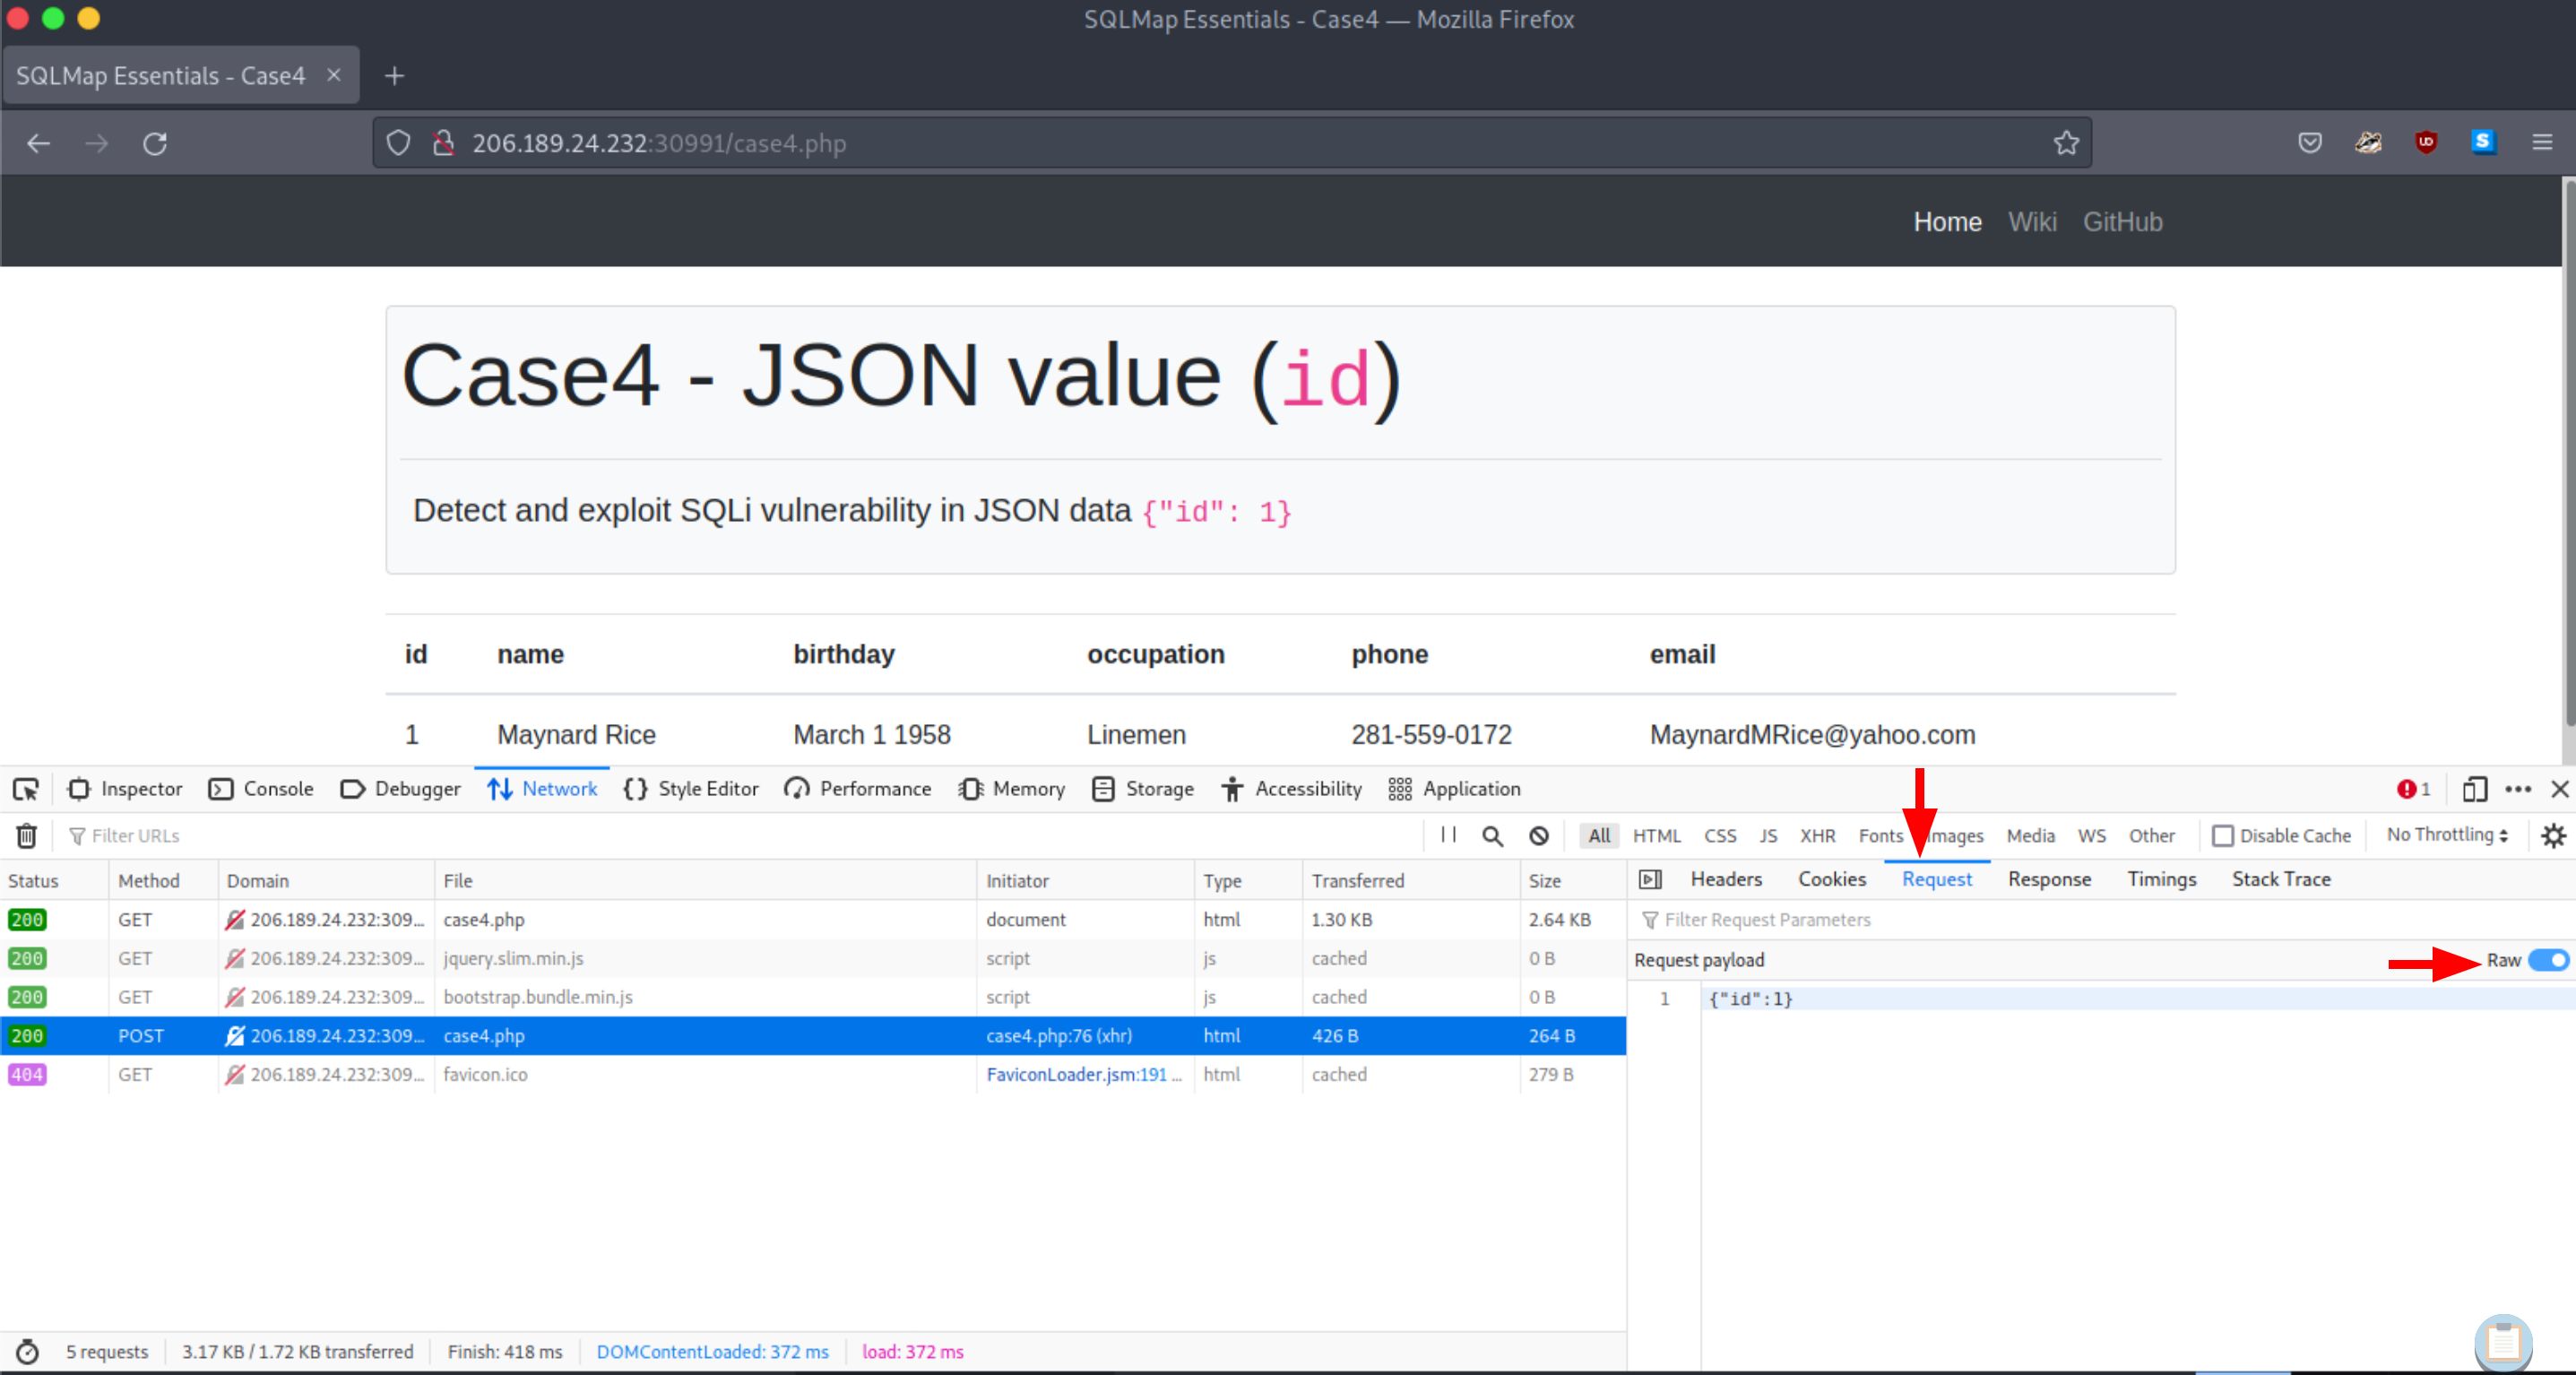 SQLMap Essentials - Case4 — Mozilla Firefox
SQLMap Essentials - Case4
206.189.24.232:30991/case4.php
Home Wiki GitHub
Case4 - JSON value (id)
Detect and exploit SQLi vulnerability in JSON data {"id": 1}
id name birthday occupation phone email
1 Maynard Rice March 1 1958 Linemen 281-559-0172 MaynardMRice@yahoo.com
Inspector Console Debugger Network {} Style Editor Performance Memory Storage Accessibility Application 1
Filter URLs All HTML CSS JS XHR Fonts Images Media WS Other Disable Cache No Throttling
Status Method Domain File Initiator Type Transferred Size Headers Cookies Request Response Timings Stack Trace
200 GET 206.189.24.232:309... case4.php document html 1.30 KB 2.64 KB Filter Request Parameters
200 GET 206.189.24.232:309... jquery.slim.min.js script js cached 0 B Request payload Raw
200 GET 206.189.24.232:309... bootstrap.bundle.min.js script js cached 0 B 1 {"id":1}
200 POST 206.189.24.232:309... case4.php case4.php:76 (xhr) html 426 B 264 B
404 GET 206.189.24.232:309... favicon.ico FaviconLoader.jsm:191 ... html cached 279 B
5 requests 3.17 KB / 1.72 KB transferred Finish: 418 ms DOMContentLoaded: 372 ms load: 372 ms